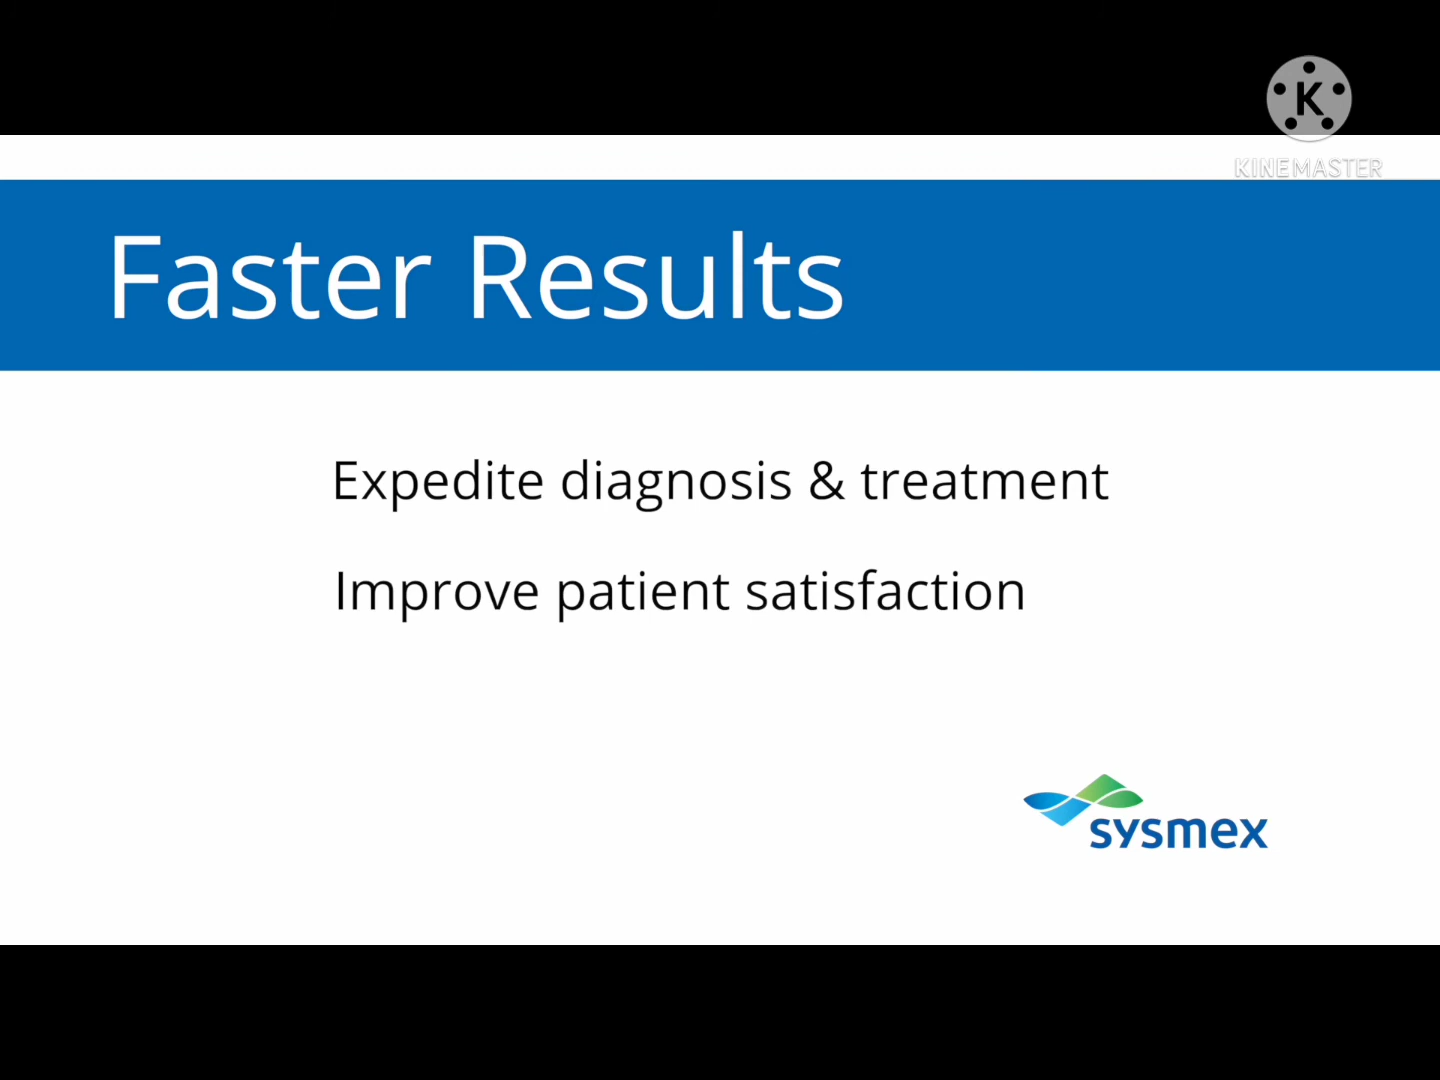 K
KINEMASTER
Faster Results
Expedite diagnosis & treatment
Improve patient satisfaction
sysmex